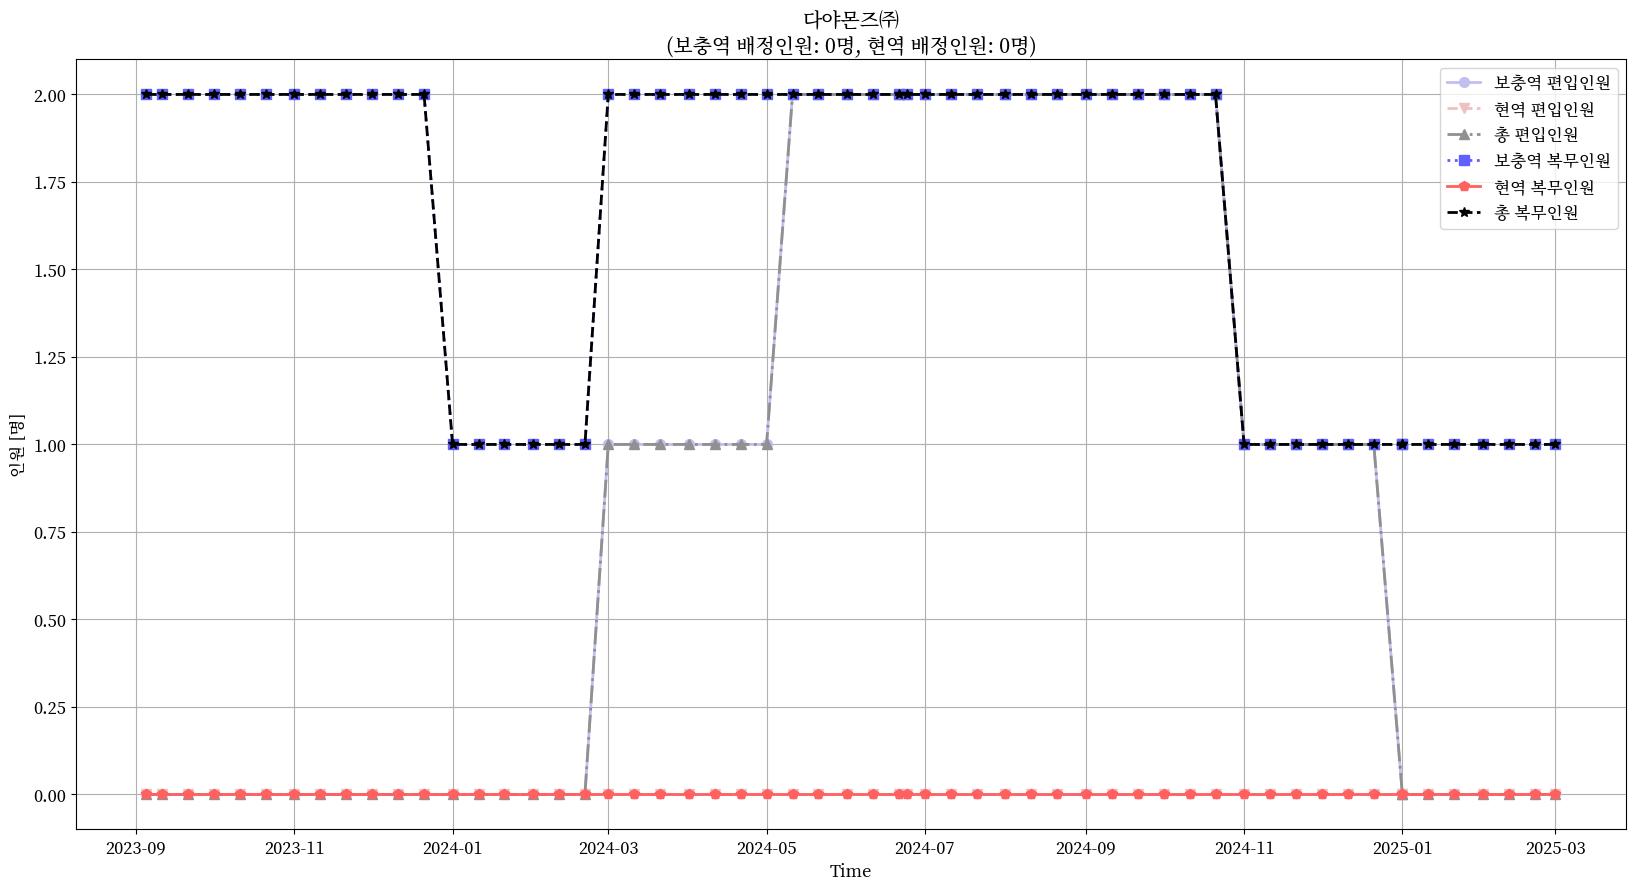 다야몬즈㈜
(보충역 배정인원: 0명, 현역 배정인원: 0명)
보충역 편입인원
현역 편입인원
총 편입인원
보충역 복무인원
현역 복무인원
총 복무인원
인원 [명]
2.00
1.75
1.50
1.25
1.00
0.75
0.50
0.25
0.00
2023-09
2023-11
2024-01
2024-03
2024-05
2024-07
2024-09
2024-11
2025-01
2025-03
Time